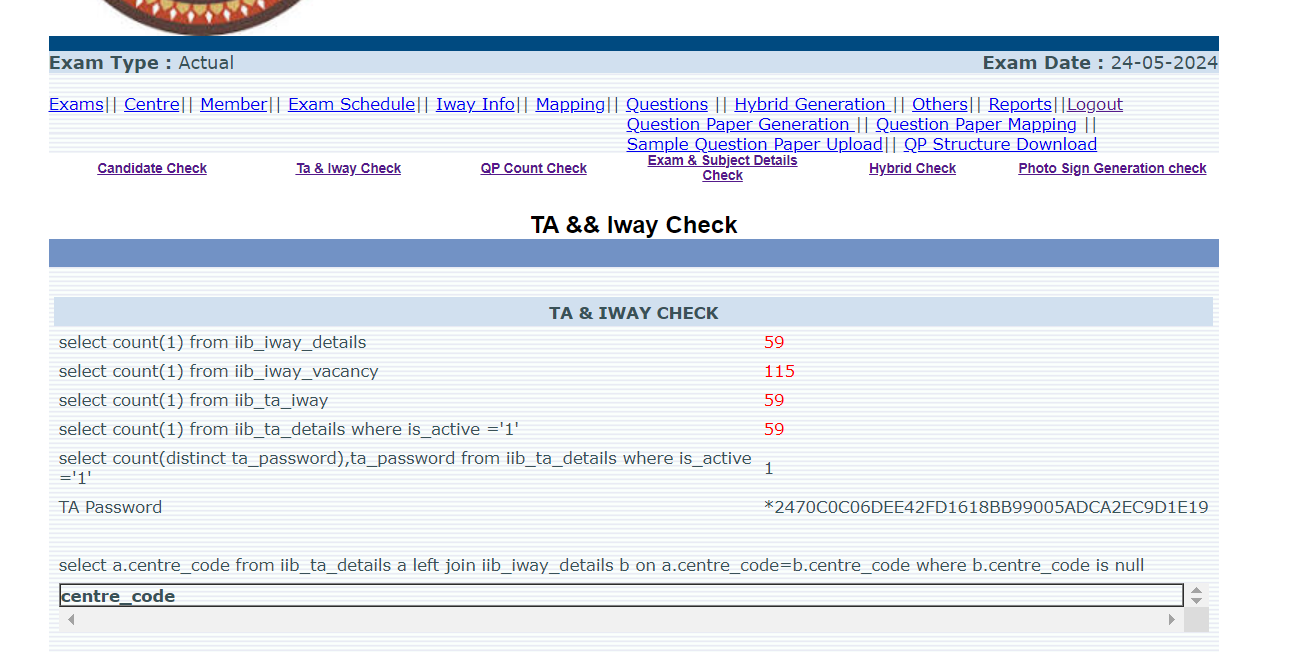 Exam Type : Actual
Exam Date : 24-05-2024
Exams|| Centre|| Member|| Exam Schedule|| Iway Info|| Mapping|| Questions || Hybrid Generation || Others|| Reports||Logout
Question Paper Generation || Question Paper Mapping ||
Sample Question Paper Upload|| QP Structure Download
Candidate Check
Ta & Iway Check
QP Count Check
Exam & Subject Details
Check
Hybrid Check
Photo Sign Generation check
TA && Iway Check
TA & IWAY CHECK
select count(1) from iib_iway_details 59
select count(1) from iib_iway_vacancy 115
select count(1) from iib_ta_iway 59
select count(1) from iib_ta_details where is_active ='1' 59
select count(distinct ta_password),ta_password from iib_ta_details where is_active
='1'
1
TA Password *2470C0C06DEE42FD1618BB99005ADCA2EC9D1E19
select a.centre_code from iib_ta_details a left join iib_iway_details b on a.centre_code=b.centre_code where b.centre_code is null
centre_code